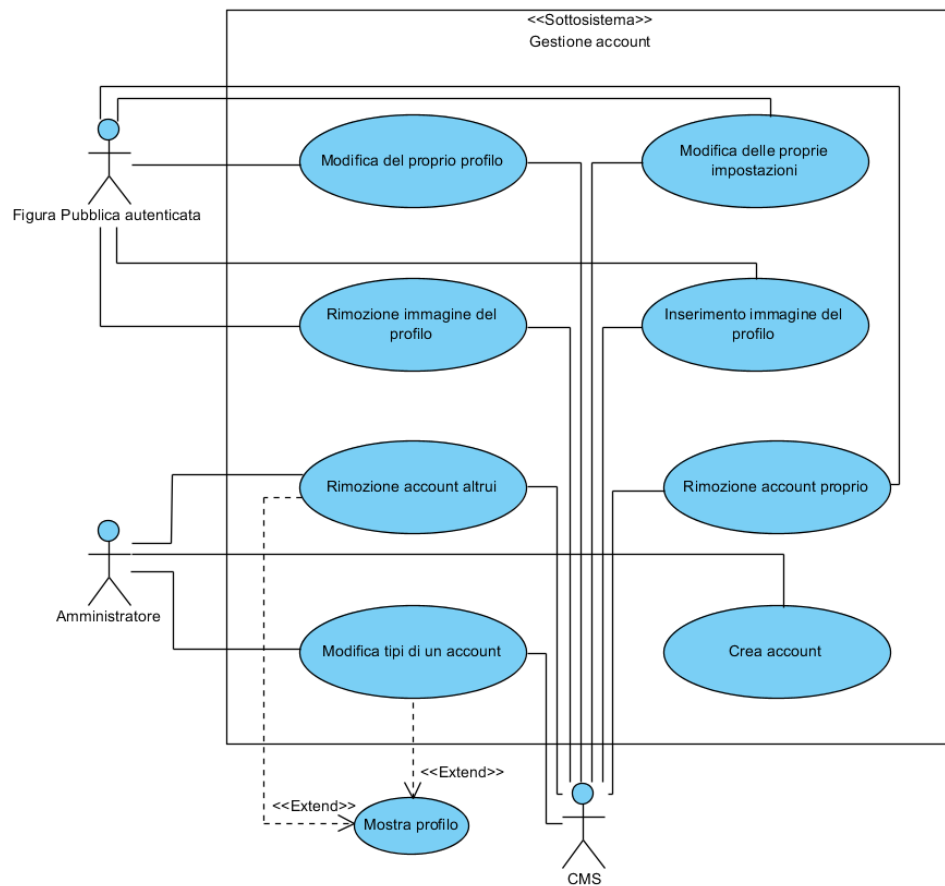 <<Sottosistema>>
Gestione account
Modifica del proprio profilo
Modifica delle proprie
impostazioni
Figura Pubblica autenticata
Rimozione immagine del
profilo
Inserimento immagine del
profilo
Rimozione account altrui
Rimozione account proprio
Amministratore
Modifica tipi di un account
Crea account
<<Extend>>
<<Extend>>
Mostra profilo
CMS